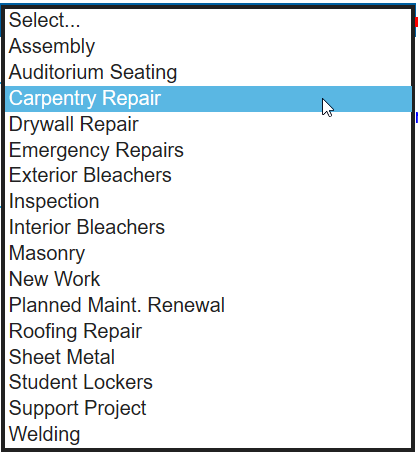 Select...
Assembly
Auditorium Seating
Carpentry Repair
Drywall Repair
Emergency Repairs
Exterior Bleachers
Inspection
Interior Bleachers
Masonry
New Work
Planned Maint. Renewal
Roofing Repair
Sheet Metal
Student Lockers
Support Project
Welding